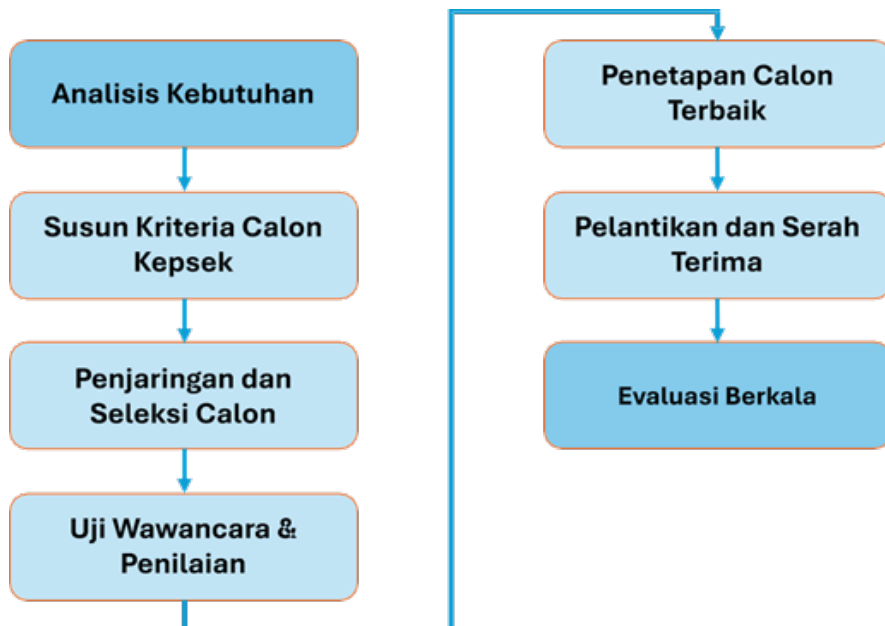 Analisis Kebutuhan
Susun Kriteria Calon
Kepsek
Penjaringan dan
Seleksi Calon
Uji Wawancara &
Penilaian
Penetapan Calon
Terbaik
Pelantikan dan Serah
Terima
Evaluasi Berkala